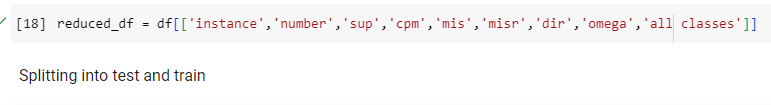 [18] reduced_df = df[['instance','number','sup','cpm','mis','misr','dir','omega','all classes']]
Splitting into test and train